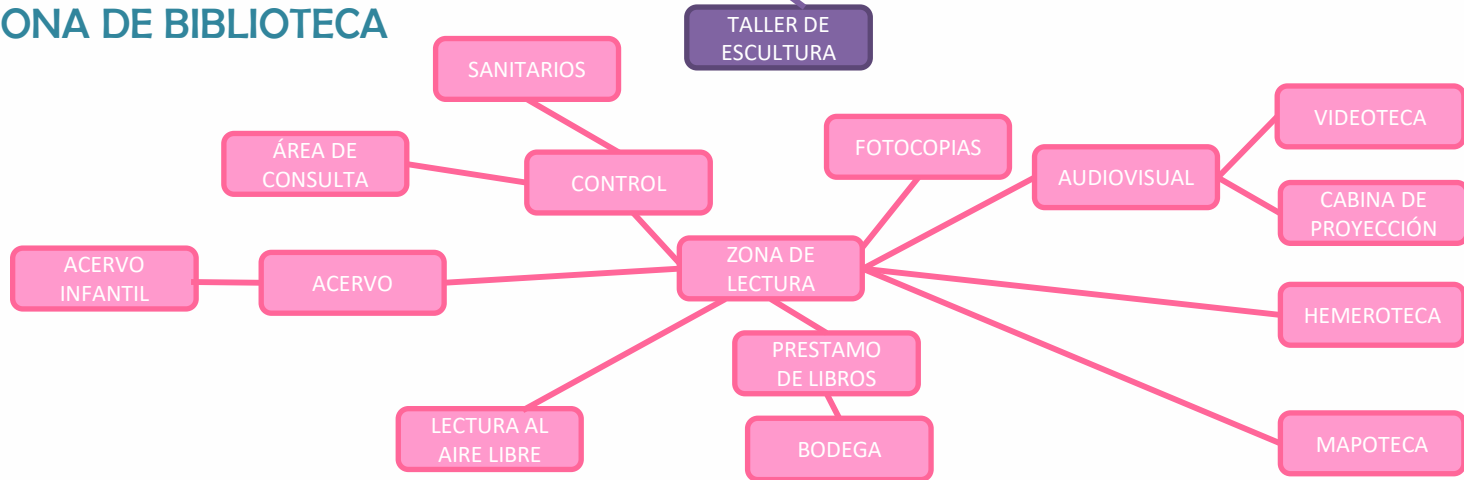 ONA DE BIBLIOTECA
TALLER DE
ESCULTURA
SANITARIOS
VIDEOTECA
FOTOCOPIAS
ÁREA DE
CONSULTA
CONTROL
AUDIOVISUAL
CABINA DE
PROYECCIÓN
ZONA DE
LECTURA
ACERVO
INFANTIL
ACERVO
HEMEROTECA
PRESTAMO
DE LIBROS
LECTURA AL
AIRE LIBRE
BODEGA
MAPOTECA